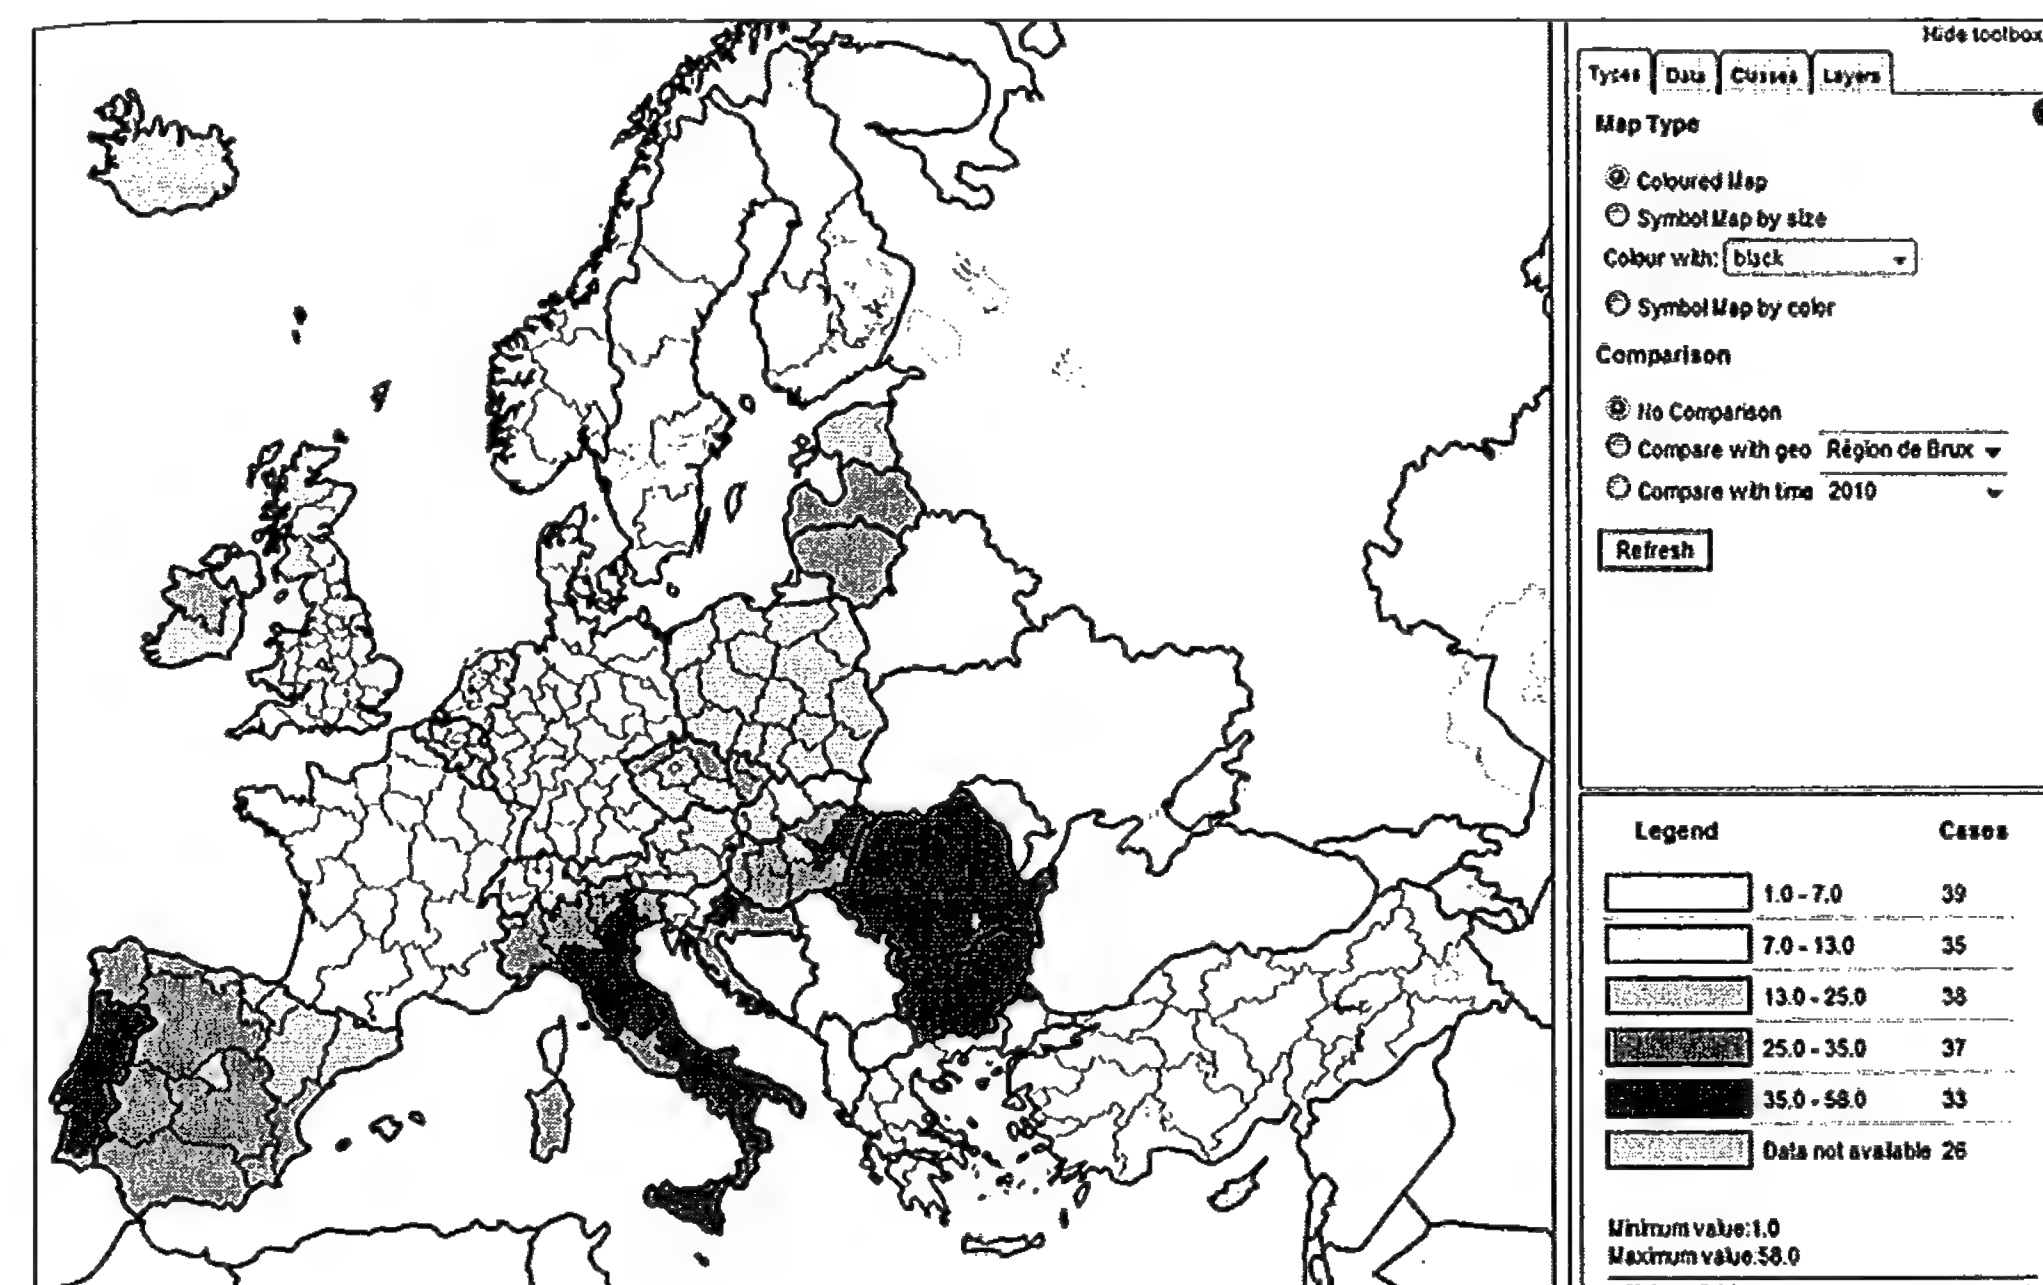 Hide toolbox
Types Data Classes Layers
Map Type
Coloured Map
Symbol Map by size
Colour with: black
Symbol Map by color
Comparison
No Comparison
Compare with geo Région de Brux
Compare with time 2010
Refresh
Legend Cases
1.0 - 7.0 39
7.0 - 13.0 35
13.0 - 25.0 38
25.0 - 35.0 37
35.0 - 58.0 33
Data not available 26
Minimum value:1.0
Maximum value:58.0